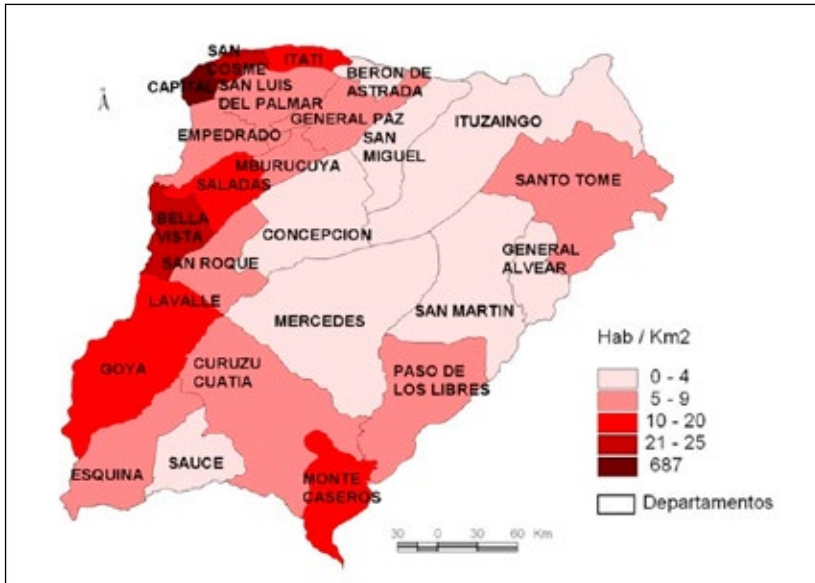 SAN
COSME
ITATI
CAPITAL
SAN LUIS
DEL PALMAR
BERON DE
ASTRADA
GENERAL PAZ
ITUZAINGO
EMPEDRADO
SAN
MIGUEL
MBURUCUYA
SALADAS
SANTO TOME
BELLA
VISTA
CONCEPCION
GENERAL
ALVEAR
SAN ROQUE
LAVALLE
MERCEDES
SAN MARTIN
GOYA
CURUZU
CUATIA
PASO DE
LOS LIBRES
ESQUINA
SAUCE
MONTE
CASEROS
Hab / Km2
0 - 4
5 - 9
10 - 20
21 - 25
687
Departamentos
30 0 30 60 Km